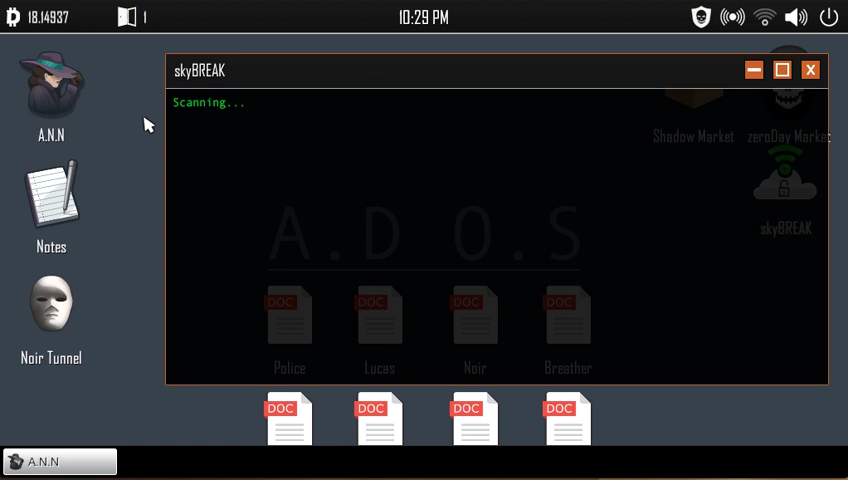 18.14937
1
10:29 PM
skyBREAK
Scanning...
A.N.N
Shadow Market
zeroDay Market
skyBREAK
Notes
A.D O.S
Noir Tunnel
DOC
DOC
DOC
DOC
Police
Lucas
Noir
Breather
DOC
DOC
DOC
DOC
A.N.N